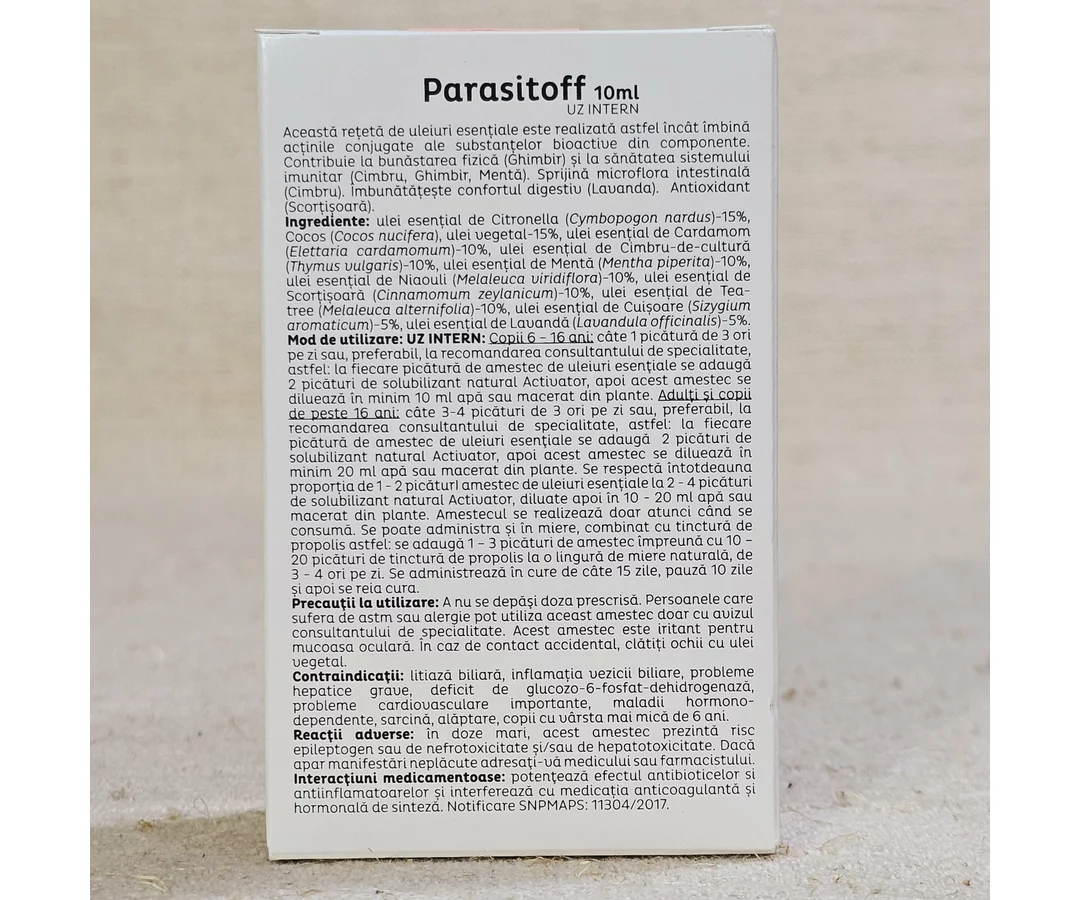 Parasitoff 10ml
UZ INTERN
Această rețetă de uleiuri esențiale este realizată astfel încât îmbină
acținile conjugate ale substanțelor bioactive din componente.
Contribuie la bunăstarea fizică (Ghimbir) și la sănătatea sistemului
imunitar (Cimbru, Ghimbir, Mentă). Sprijină microflora intestinală
(Cimbru). Îmbunătățește confortul digestiv (Lavanda). Antioxidant
(Scorțișoară).
Ingrediente: ulei esențial de Citronella (Cymbopogon nardus)-15%,
Cocos (Cocos nucifera), ulei vegetal-15%, ulei esențial de Cardamom
(Elettaria cardamomum)-10%, ulei esențial de Cimbru-de-cultură
(Thymus vulgaris)-10%, ulei esențial de Mentă (Mentha piperita)-10%,
ulei esențial de Niaouli (Melaleuca viridiflora)-10%, ulei esențial de
Scorțișoară (Cinnamomum zeylanicum)-10%, ulei esențial de Tea-
tree (Melaleuca alternifolia)-10%, ulei esențial de Cuișoare (Sizygium
aromaticum)-5%, ulei esențial de Lavandă (Lavandula officinalis)-5%.
Mod de utilizare: UZ INTERN: Copii 6 - 16 ani: câte 1 picătură de 3 ori
pe zi sau, preferabil, la recomandarea consultantului de specialitate,
astfel: la fiecare picătură de amestec de uleiuri esențiale se adaugă
2 picături de solubilizant natural Activator, apoi acest amestec se
diluează în minim 10 ml apă sau macerat din plante. Adulți și copii
de peste 16 ani: câte 3-4 picături de 3 ori pe zi sau, preferabil, la
recomandarea consultantului de specialitate, astfel: la fiecare
picătură de amestec de uleiuri esențiale se adaugă 2 picături de
solubilizant natural Activator, apoi acest amestec se diluează în
minim 20 ml apă sau macerat din plante. Se respectă întotdeauna
proporția de 1 - 2 picăturI amestec de uleiuri esențiale la 2 - 4 picături
de solubilizant natural Activator, diluate apoi în 10 - 20 ml apă sau
macerat din plante. Amestecul se realizează doar atunci când se
consumă. Se poate administra și în miere, combinat cu tinctură de
propolis astfel: se adaugă 1 – 3 picături de amestec împreună cu 10 –
20 picături de tinctură de propolis la o lingură de miere naturală, de
3 - 4 ori pe zi. Se administrează în cure de câte 15 zile, pauză 10 zile
și apoi se reia cura.
Precauții la utilizare: A nu se depăși doza prescrisă. Persoanele care
sufera de astm sau alergie pot utiliza aceast amestec doar cu avizul
consultantului de specialitate. Acest amestec este iritant pentru
mucoasa oculară. În caz de contact accidental, clătiți ochii cu ulei
vegetal.
Contraindicații: litiază biliară, inflamația vezicii biliare, probleme
hepatice grave, deficit de glucozo-6-fosfat-dehidrogenază,
probleme cardiovasculare importante, maladii hormono-
dependente, sarcină, alăptare, copii cu vârsta mai mică de 6 ani.
Reacții adverse: în doze mari, acest amestec prezintă risc
epileptogen sau de nefrotoxicitate și/sau de hepatotoxicitate. Dacă
apar manifestări neplăcute adresați-vă medicului sau farmacistului.
Interacțiuni medicamentoase: potențează efectul antibioticelor si
antiinflamatoarelor și interferează cu medicația anticoagulantă și
hormonală de sinteză. Notificare SNPMAPS: 11304/2017.